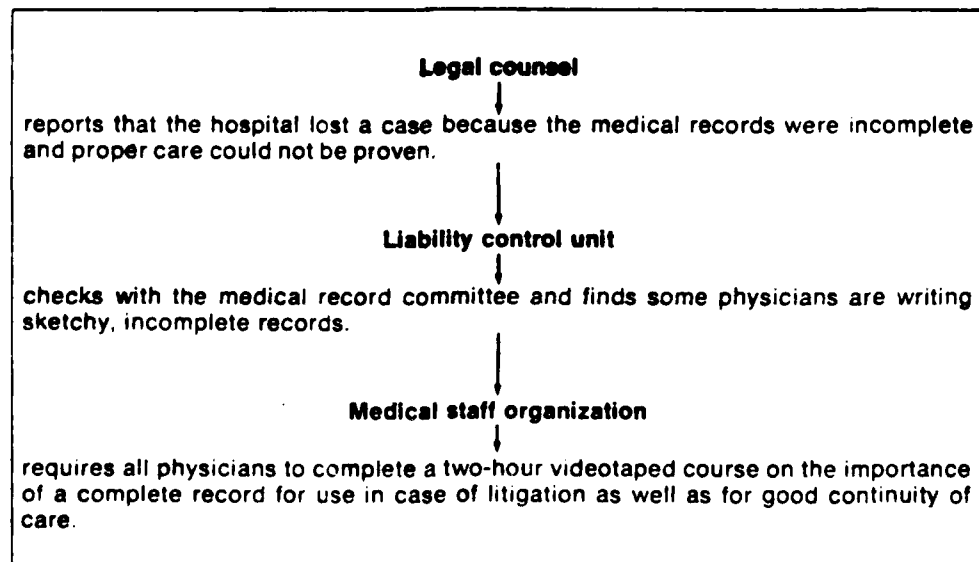 Legal counsel
reports that the hospital lost a case because the medical records were incomplete
and proper care could not be proven.
Liability control unit
checks with the medical record committee and finds some physicians are writing
sketchy, incomplete records.
Medical staff organization
requires all physicians to complete a two-hour videotaped course on the importance
of a complete record for use in case of litigation as well as for good continuity of
care.